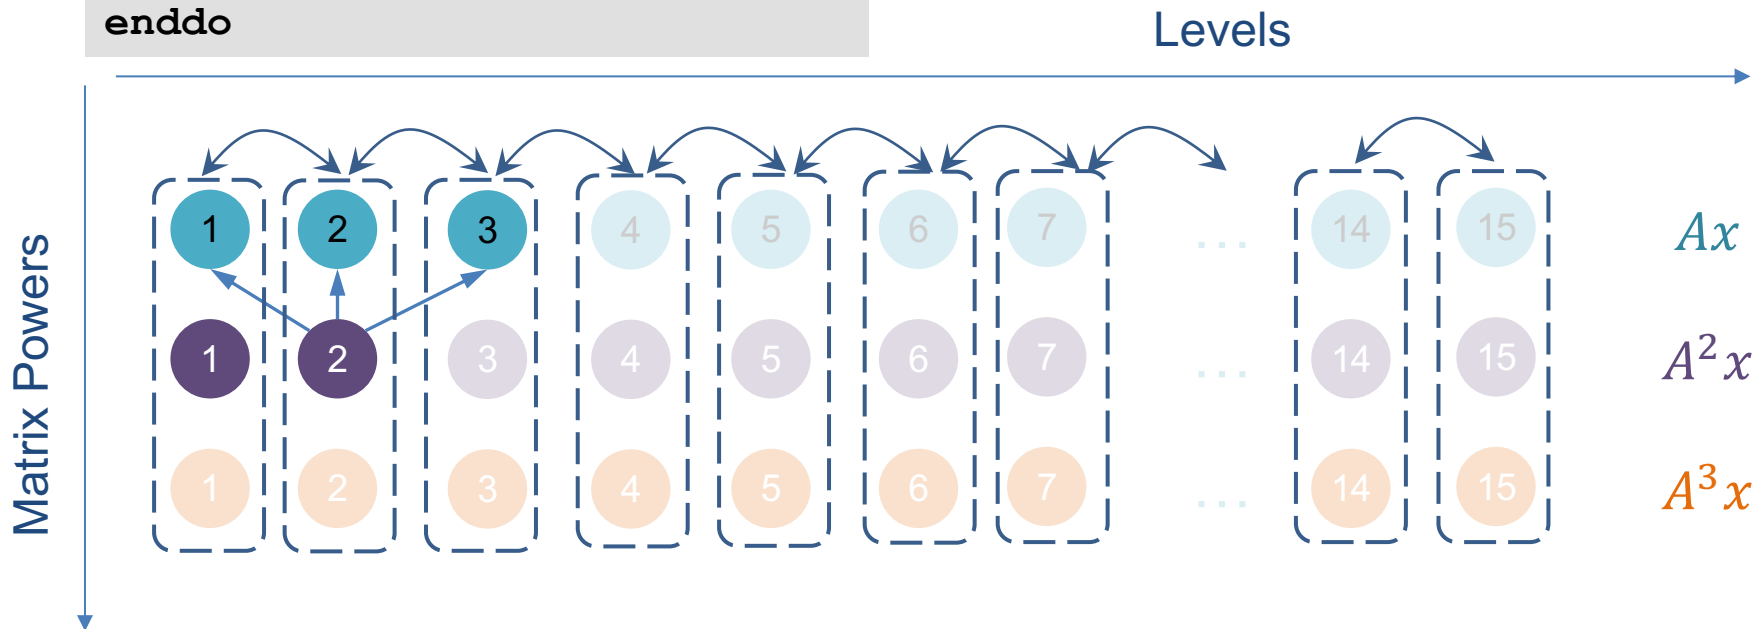 enddo
Levels
Matrix Powers
1 2 3 4 5 6 7 ... 14 15 Ax
1 2 3 4 5 6 7 ... 14 15 A²x
1 2 3 4 5 6 7 ... 14 15 A³x